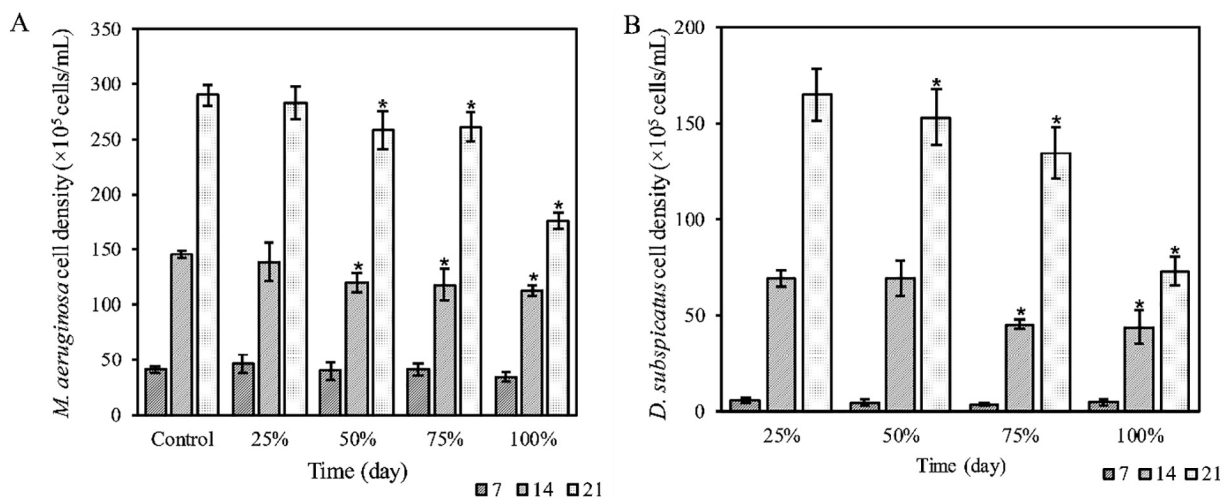 A
M. aeruginosa cell density (×10⁵ cells/mL)
350
300
250
200
150
100
50
0
* * * * * *
Control 25% 50% 75% 100%
Time (day)
7 14 21
B
D. subspicatus cell density (×10⁵ cells/mL)
200
150
100
50
0
* * * * *
25% 50% 75% 100%
Time (day)
7 14 21